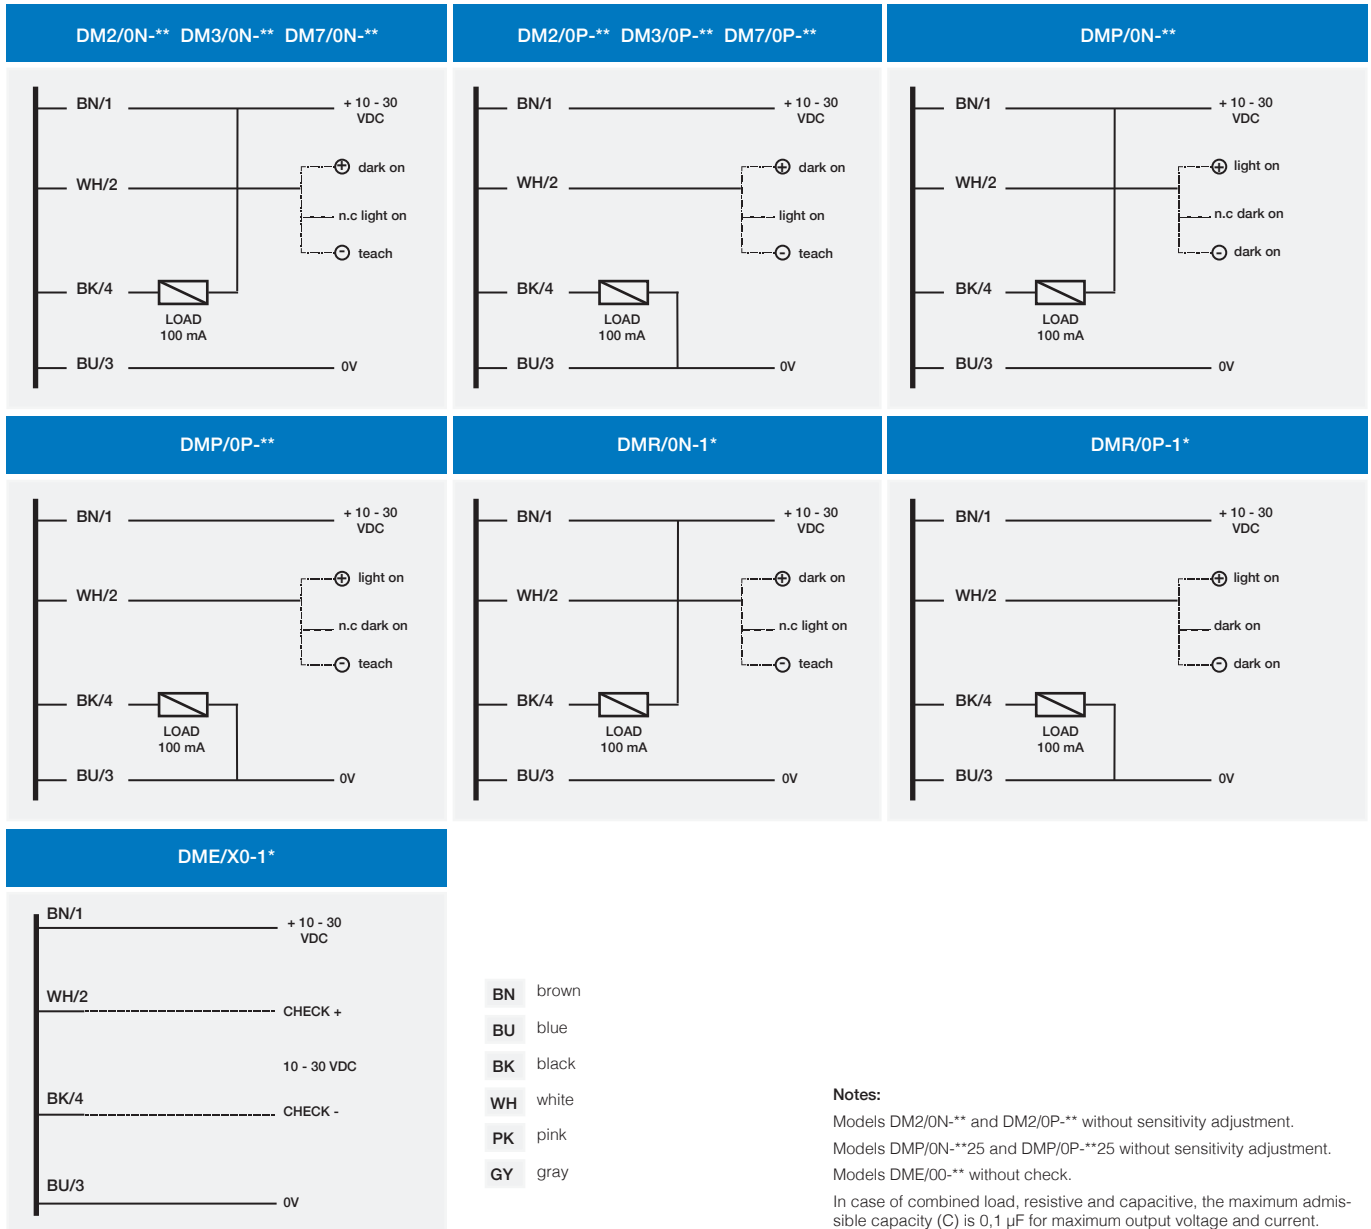 DM2/0N-** DM3/0N-** DM7/0N-**
BN/1
+ 10 - 30
VDC
WH/2
+ dark on
n.c light on
- teach
BK/4
LOAD
100 mA
BU/3
0V
DM2/0P-** DM3/0P-** DM7/0P-**
BN/1
+ 10 - 30
VDC
WH/2
+ dark on
light on
- teach
BK/4
LOAD
100 mA
BU/3
0V
DMP/0N-**
BN/1
+ 10 - 30
VDC
WH/2
+ light on
n.c dark on
- dark on
BK/4
LOAD
100 mA
BU/3
0V
DMP/0P-**
BN/1
+ 10 - 30
VDC
WH/2
+ light on
n.c dark on
- teach
BK/4
LOAD
100 mA
BU/3
0V
DMR/0N-1*
BN/1
+ 10 - 30
VDC
WH/2
+ dark on
n.c light on
- teach
BK/4
LOAD
100 mA
BU/3
0V
DMR/0P-1*
BN/1
+ 10 - 30
VDC
WH/2
+ light on
dark on
- dark on
BK/4
LOAD
100 mA
BU/3
0V
DME/X0-1*
BN/1
+ 10 - 30
VDC
WH/2
CHECK +
10 - 30 VDC
BK/4
CHECK -
BU/3
0V
BN brown
BU blue
BK black
WH white
PK pink
GY gray
Notes:
Models DM2/0N-** and DM2/0P-** without sensitivity adjustment.
Models DMP/0N-**25 and DMP/0P-**25 without sensitivity adjustment.
Models DME/00-** without check.
In case of combined load, resistive and capacitive, the maximum admis-
sible capacity (C) is 0,1 µF for maximum output voltage and current.